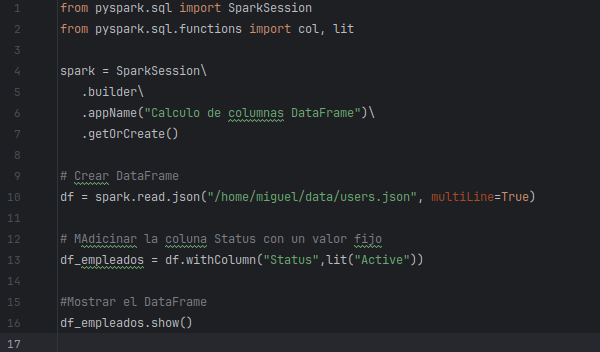 1 from pyspark.sql import SparkSession
2 from pyspark.sql.functions import col, lit
3
4 spark = SparkSession\
5 .builder\
6 .appName("Calculo de columnas DataFrame")\
7 .getOrCreate()
8
9 # Crear DataFrame
10 df = spark.read.json("/home/miguel/data/users.json", multiLine=True)
11
12 # MAdicinar la coluna Status con un valor fijo
13 df_empleados = df.withColumn("Status",lit("Active"))
14
15 #Mostrar el DataFrame
16 df_empleados.show()
17